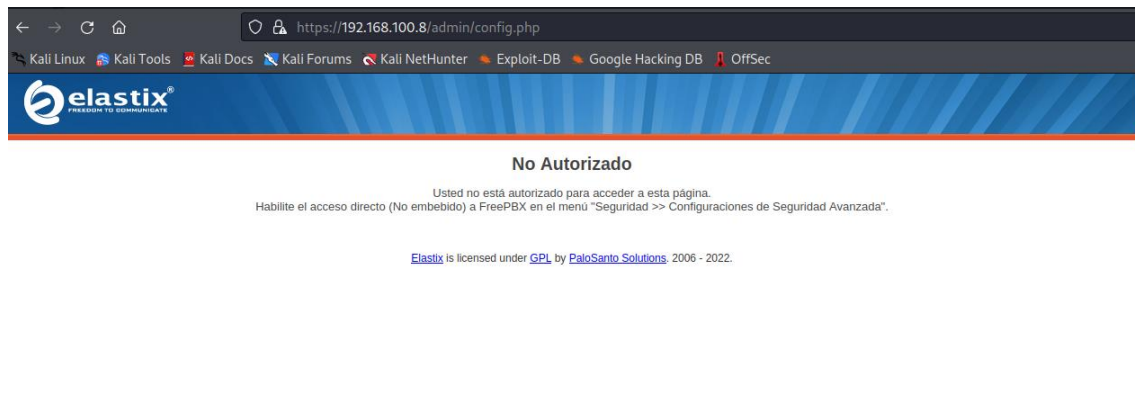 https://192.168.100.8/admin/config.php
Kali Linux Kali Tools Kali Docs Kali Forums Kali NetHunter Exploit-DB Google Hacking DB OffSec
elastix®
FREEDOM TO COMMUNICATE
No Autorizado
Usted no está autorizado para acceder a esta página.
Habilite el acceso directo (No embebido) a FreePBX en el menú "Seguridad >> Configuraciones de Seguridad Avanzada".
Elastix is licensed under GPL by PaloSanto Solutions. 2006 - 2022.